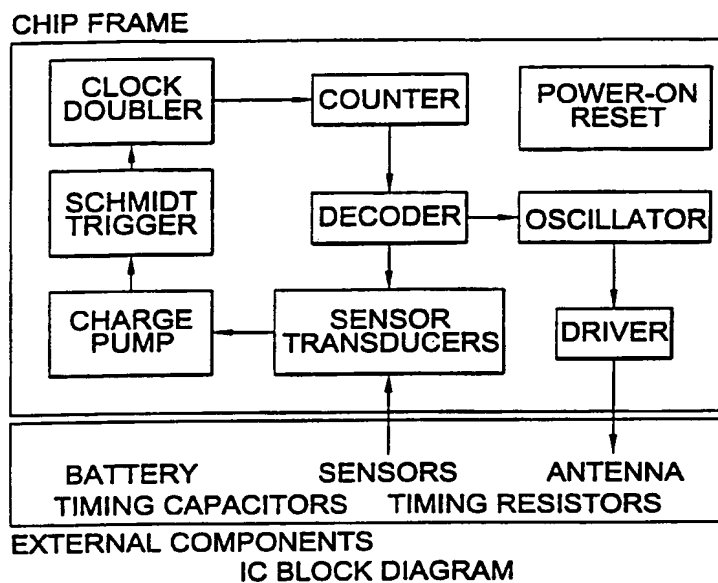 CHIP FRAME
CLOCK
DOUBLER
COUNTER
POWER-ON
RESET
SCHMIDT
TRIGGER
DECODER
OSCILLATOR
CHARGE
PUMP
SENSOR
TRANSDUCERS
DRIVER
BATTERY SENSORS ANTENNA
TIMING CAPACITORS TIMING RESISTORS
EXTERNAL COMPONENTS
IC BLOCK DIAGRAM